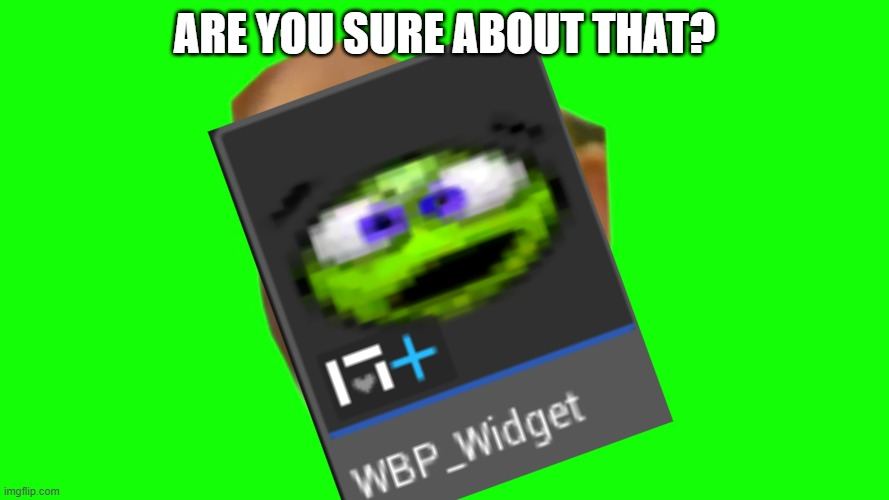 ARE YOU SURE ABOUT THAT?
WBP_Widget
imgflip.com